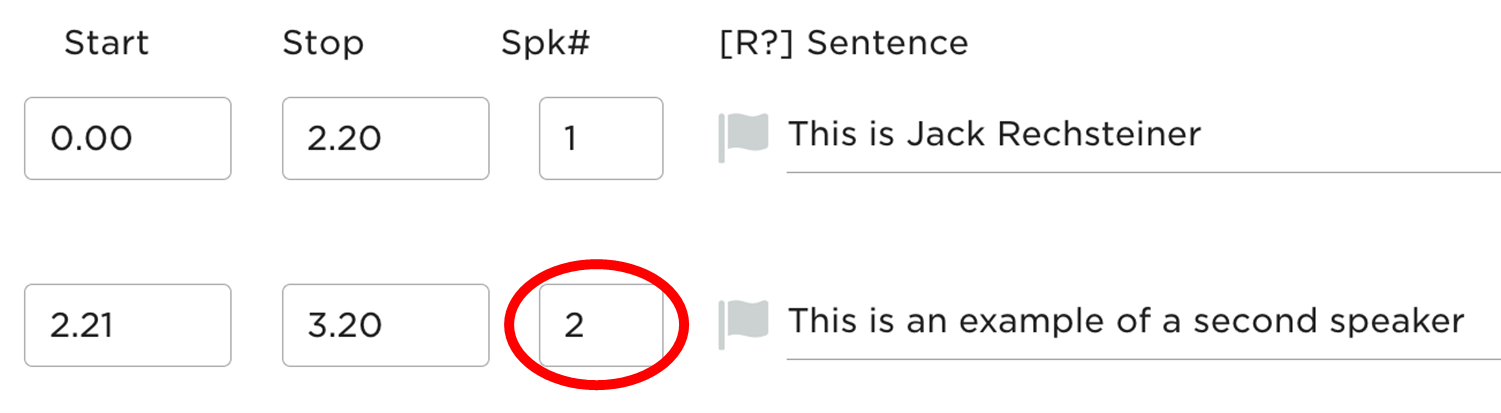 Start Stop Spk# [R?] Sentence
0.00 2.20 1 This is Jack Rechsteiner
2.21 3.20 2 This is an example of a second speaker